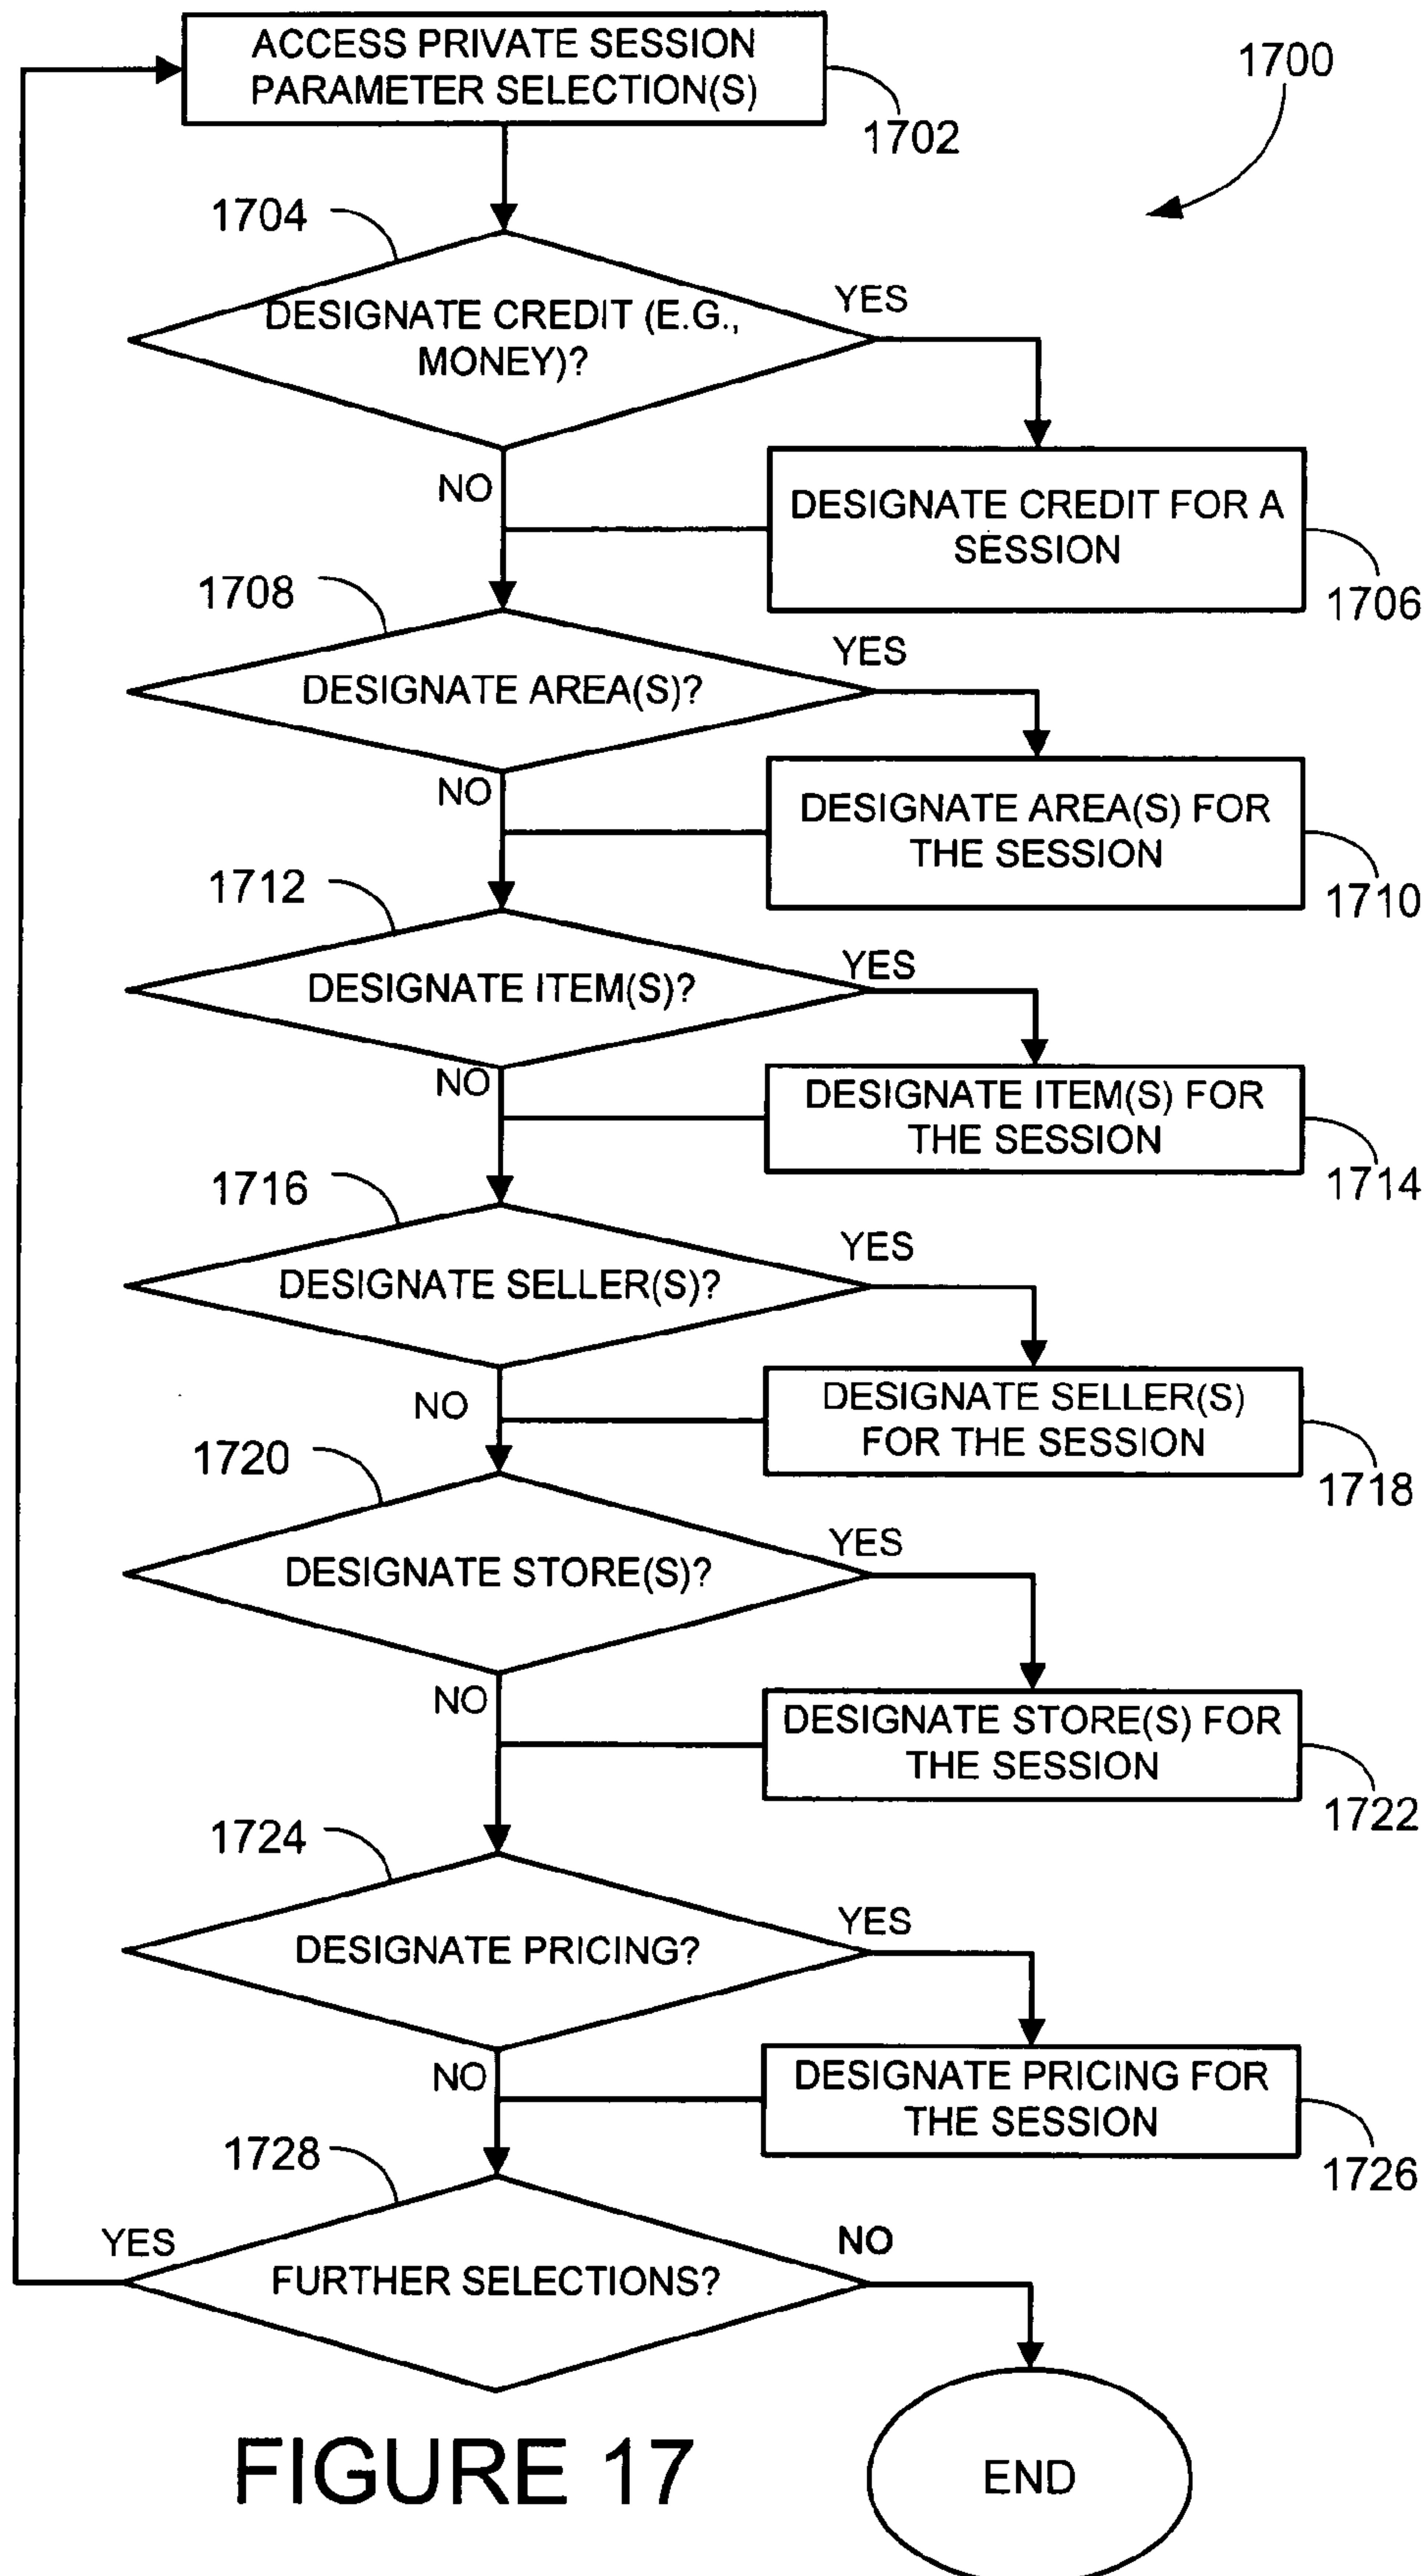 ACCESS PRIVATE SESSION
PARAMETER SELECTION(S)
1700
1702
1704
DESIGNATE CREDIT (E.G.,
MONEY)?
YES
NO
DESIGNATE CREDIT FOR A
SESSION
1706
1708
DESIGNATE AREA(S)?
YES
NO
DESIGNATE AREA(S) FOR
THE SESSION
1710
1712
DESIGNATE ITEM(S)?
YES
NO
DESIGNATE ITEM(S) FOR
THE SESSION
1714
1716
DESIGNATE SELLER(S)?
YES
NO
DESIGNATE SELLER(S)
FOR THE SESSION
1718
1720
DESIGNATE STORE(S)?
YES
NO
DESIGNATE STORE(S) FOR
THE SESSION
1722
1724
DESIGNATE PRICING?
YES
NO
DESIGNATE PRICING FOR
THE SESSION
1726
1728
YES
FURTHER SELECTIONS?
NO
END
FIGURE 17